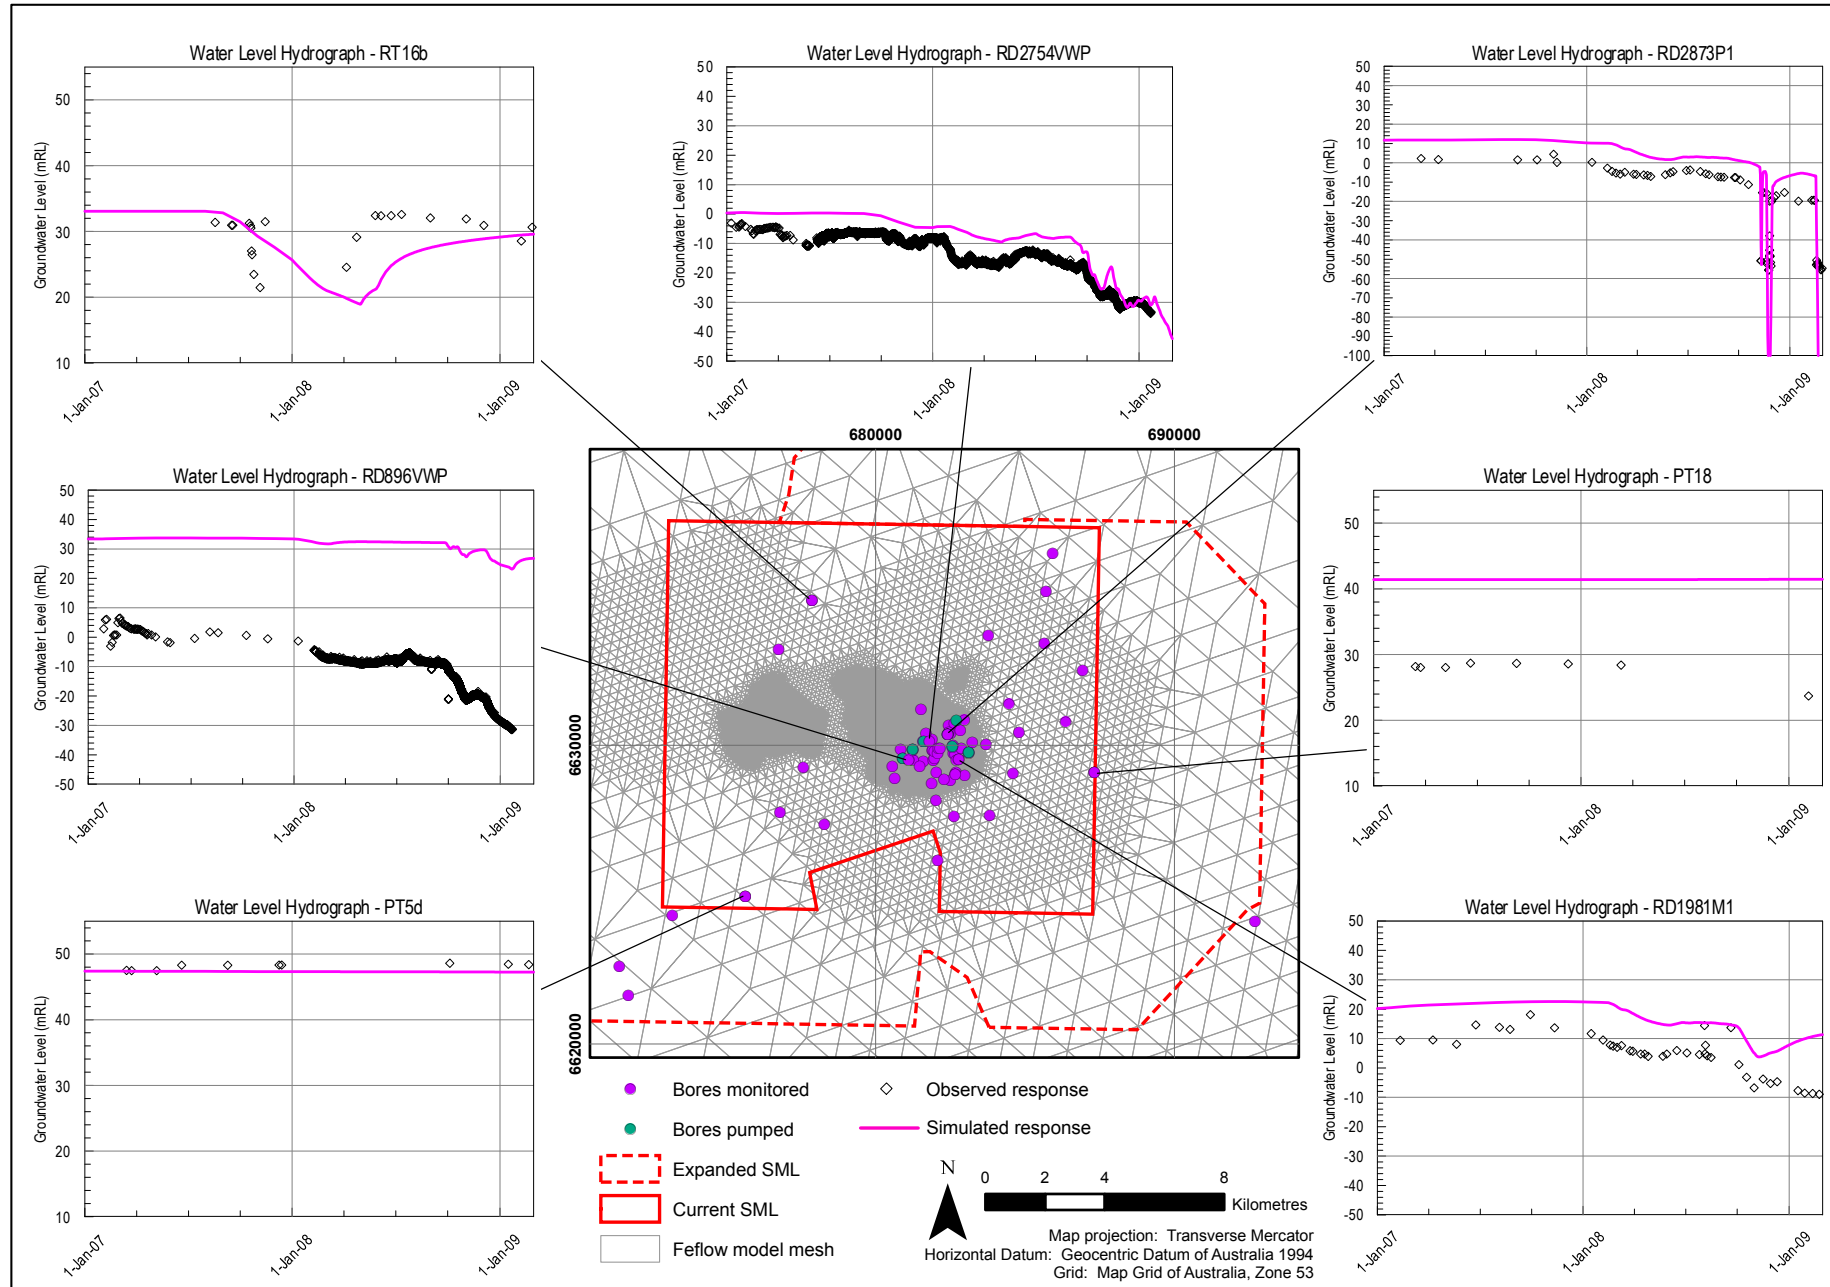 Water Level Hydrograph - RT16b
Groundwater Level (mRL)
50
40
30
20
10
1-Jan-07
1-Jan-08
1-Jan-09
Water Level Hydrograph - RD2754VWP
Groundwater Level (mRL)
50
40
30
20
10
0
-10
-20
-30
-40
-50
1-Jan-07
1-Jan-08
1-Jan-09
Water Level Hydrograph - RD2873P1
Groundwater Level (mRL)
50
40
30
20
10
0
-10
-20
-30
-40
-50
-60
-70
-80
-90
-100
1-Jan-07
1-Jan-08
1-Jan-09
Water Level Hydrograph - RD896VWP
Groundwater Level (mRL)
50
40
30
20
10
0
-10
-20
-30
-40
-50
1-Jan-07
1-Jan-08
1-Jan-09
680000
690000
6630000
6620000
Water Level Hydrograph - PT18
Groundwater Level (mRL)
50
40
30
20
10
1-Jan-07
1-Jan-08
1-Jan-09
Water Level Hydrograph - PT5d
Groundwater Level (mRL)
50
40
30
20
10
1-Jan-07
1-Jan-08
1-Jan-09
Water Level Hydrograph - RD1981M1
Groundwater Level (mRL)
50
40
30
20
10
0
-10
-20
-30
-40
-50
1-Jan-07
1-Jan-08
1-Jan-09
Bores monitored
Observed response
Bores pumped
Simulated response
Expanded SML
Current SML
Feflow model mesh
N
0 2 4 8
Kilometres
Map projection: Transverse Mercator
Horizontal Datum: Geocentric Datum of Australia 1994
Grid: Map Grid of Australia, Zone 53